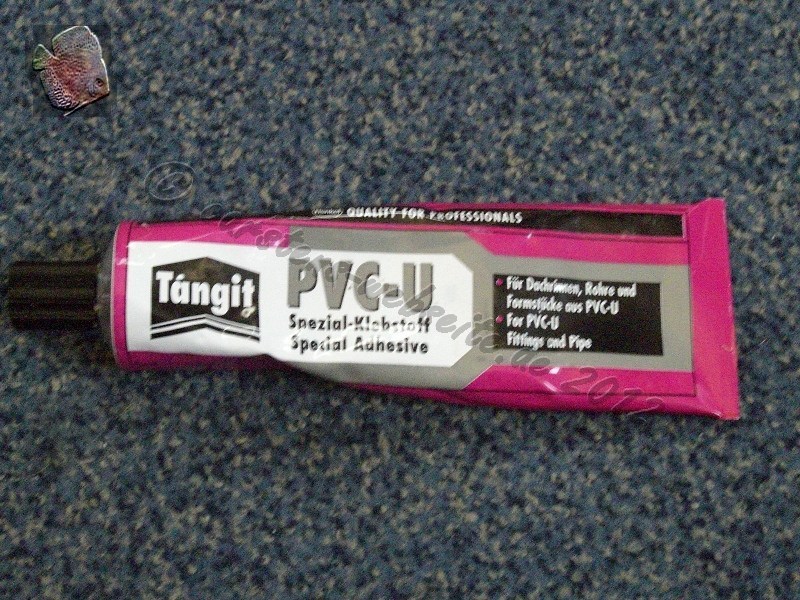 QUALITY FOR PROFESSIONALS
Tángit
PVC-U
Spezial-Klebstoff
Special Adhesive
• Für Dachrinnen, Rohre und
Formstücke aus PVC-U
• For PVC-U
Fittings and Pipe